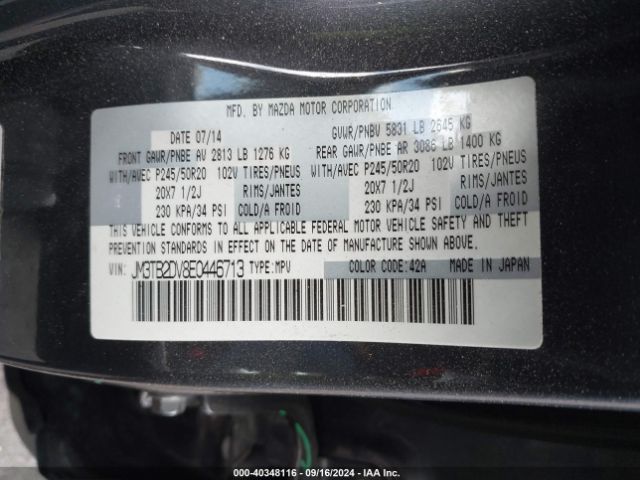 MFD. BY MAZDA MOTOR CORPORATION
DATE 07/14 GVWR/PNBV 5831 LB 2645 KG
FRONT GAWR/PNBE AV 2813 LB 1276 KG REAR GAWR/PNBE AR 3086 LB 1400 KG
WITH/AVEC P245/50R20 102V TIRES/PNEUS WITH/AVEC P245/50R20 102V TIRES/PNEUS
20X7 1/2J RIMS/JANTES 20X7 1/2J RIMS/JANTES
230 KPA/34 PSI COLD/A FROID 230 KPA/34 PSI COLD/A FROID
THIS VEHICLE CONFORMS TO ALL APPLICABLE FEDERAL MOTOR VEHICLE SAFETY AND THEFT
PREVENTION STANDARDS IN EFFECT ON THE DATE OF MANUFACTURE SHOWN ABOVE.
VIN: JM3TB2DV8E0446713 TYPE:MPV COLOR CODE:42A MADE IN JAPAN
000-40348116 - 09/16/2024 - IAA Inc.